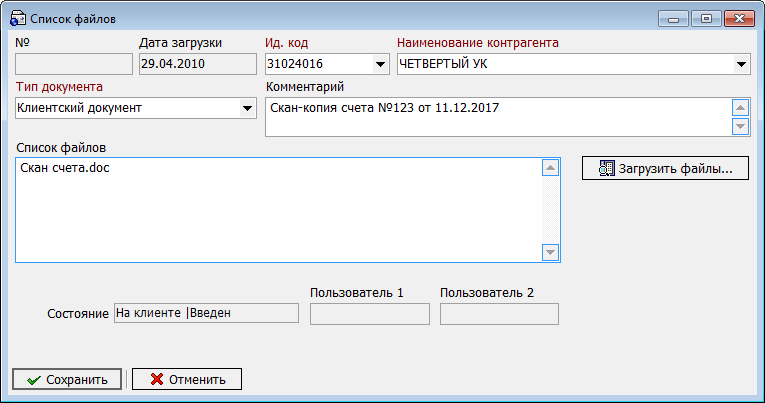 Список файлов
№ Дата загрузки Ид. код Наименование контрагента
29.04.2010 31024016 ЧЕТВЕРТЫЙ УК
Тип документа Комментарий
Клиентский документ Скан-копия счета №123 от 11.12.2017
Список файлов
Скан счета.doc Загрузить файлы...
Пользователь 1 Пользователь 2
Состояние На клиенте |Введен
Сохранить Отменить